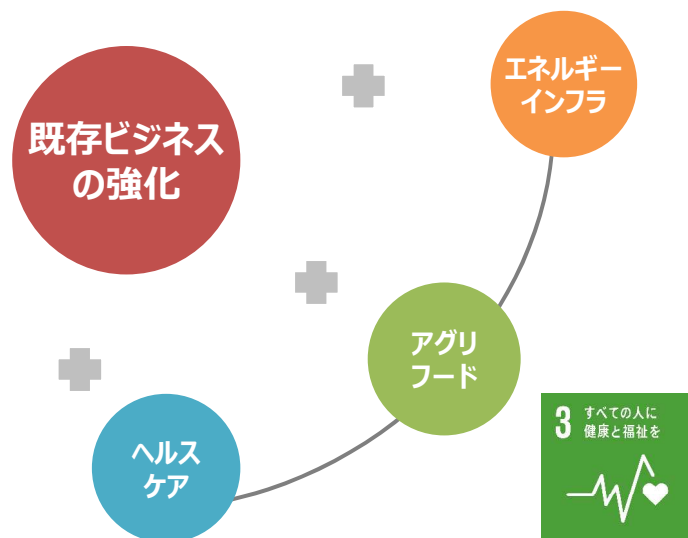 既存ビジネス
の強化
エネルギー
インフラ
アグリ
フード
ヘルス
ケア
3 すべての人に
健康と福祉を